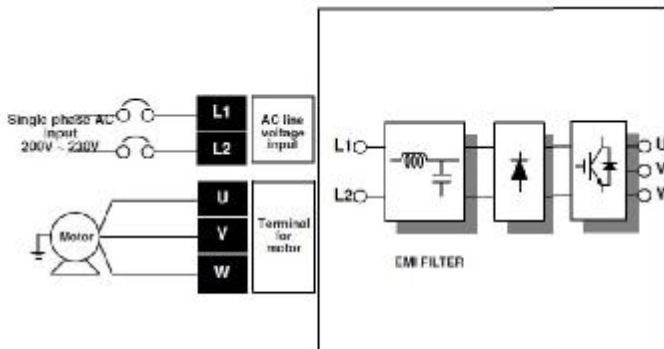 Single phase AC
input
200V ~ 230V
L1
L2
AC line
voltage
input
Motor
U
V
W
Terminal
for
motor
L1
L2
U
V
EMI FILTER